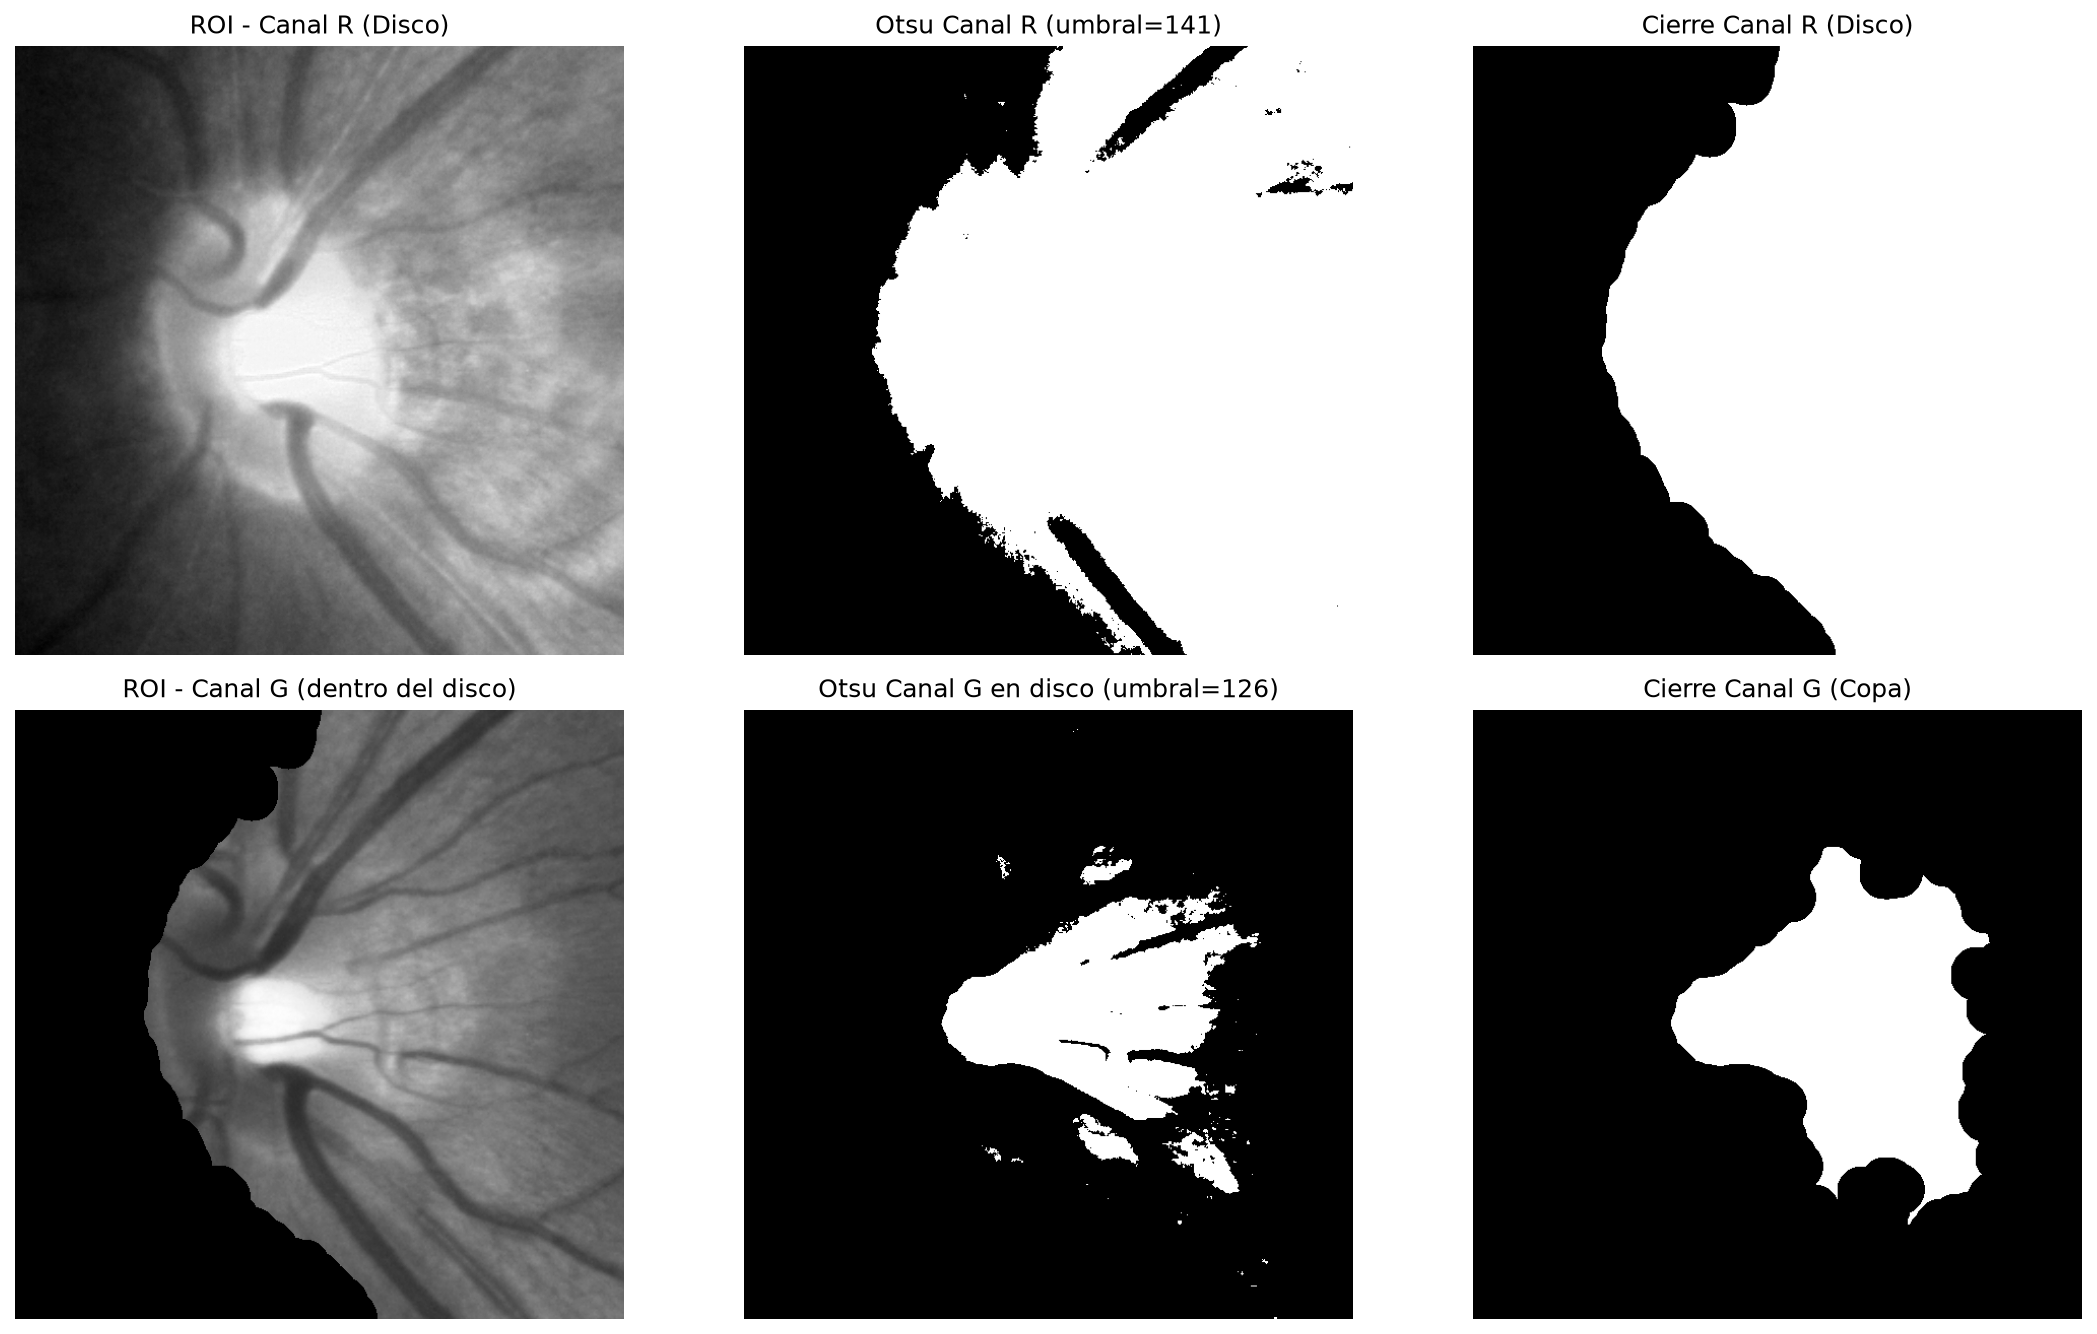 ROI - Canal R (Disco)
Otsu Canal R (umbral=141)
Cierre Canal R (Disco)
ROI - Canal G (dentro del disco)
Otsu Canal G en disco (umbral=126)
Cierre Canal G (Copa)